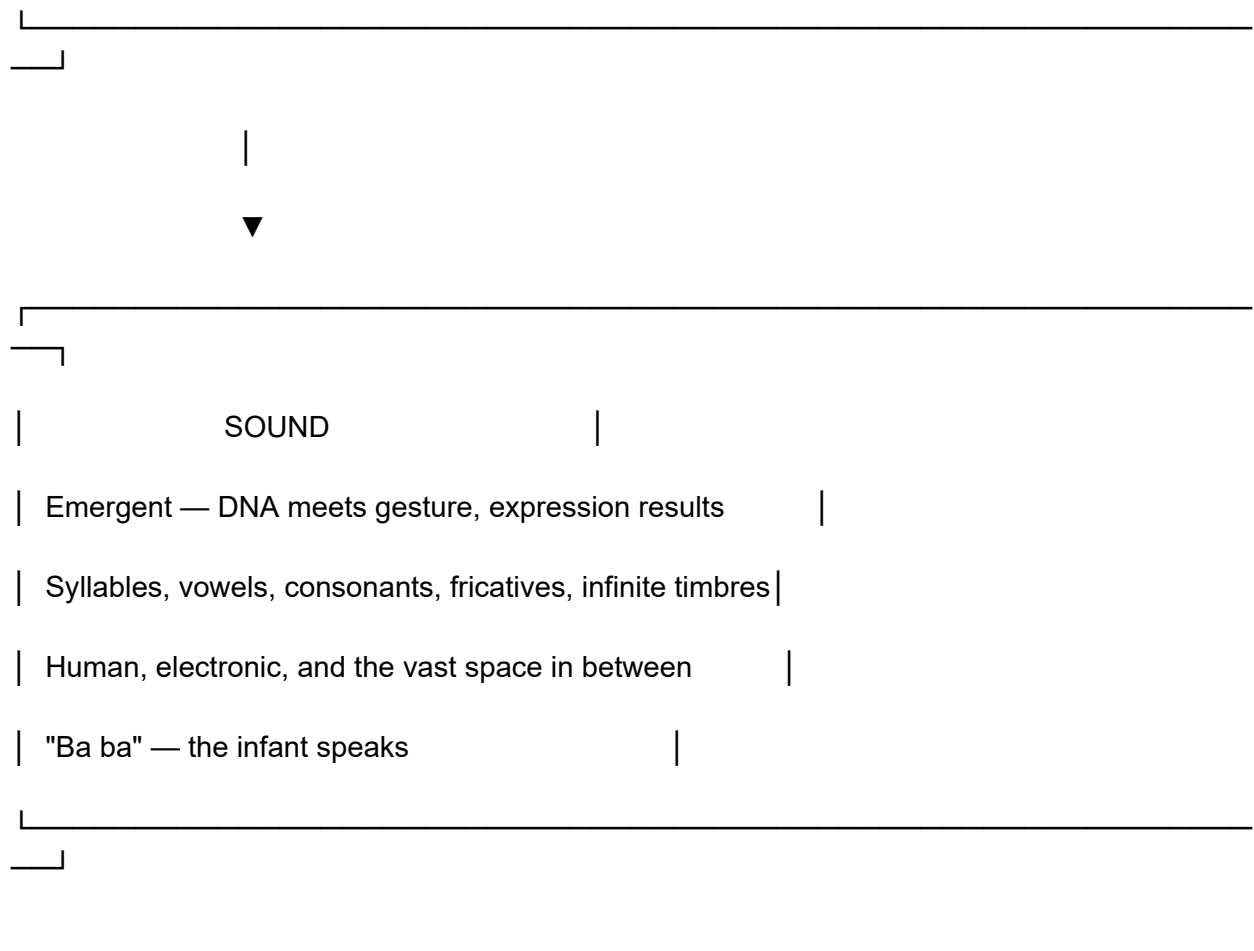 └─────────────────────────────────────────────────────────────
──┘
│
▼
┌─────────────────────────────────────────────────────────────
──┐
│ SOUND │
│ Emergent — DNA meets gesture, expression results │
│ Syllables, vowels, consonants, fricatives, infinite timbres│
│ Human, electronic, and the vast space in between │
│ "Ba ba" — the infant speaks │
└─────────────────────────────────────────────────────────────
──┘